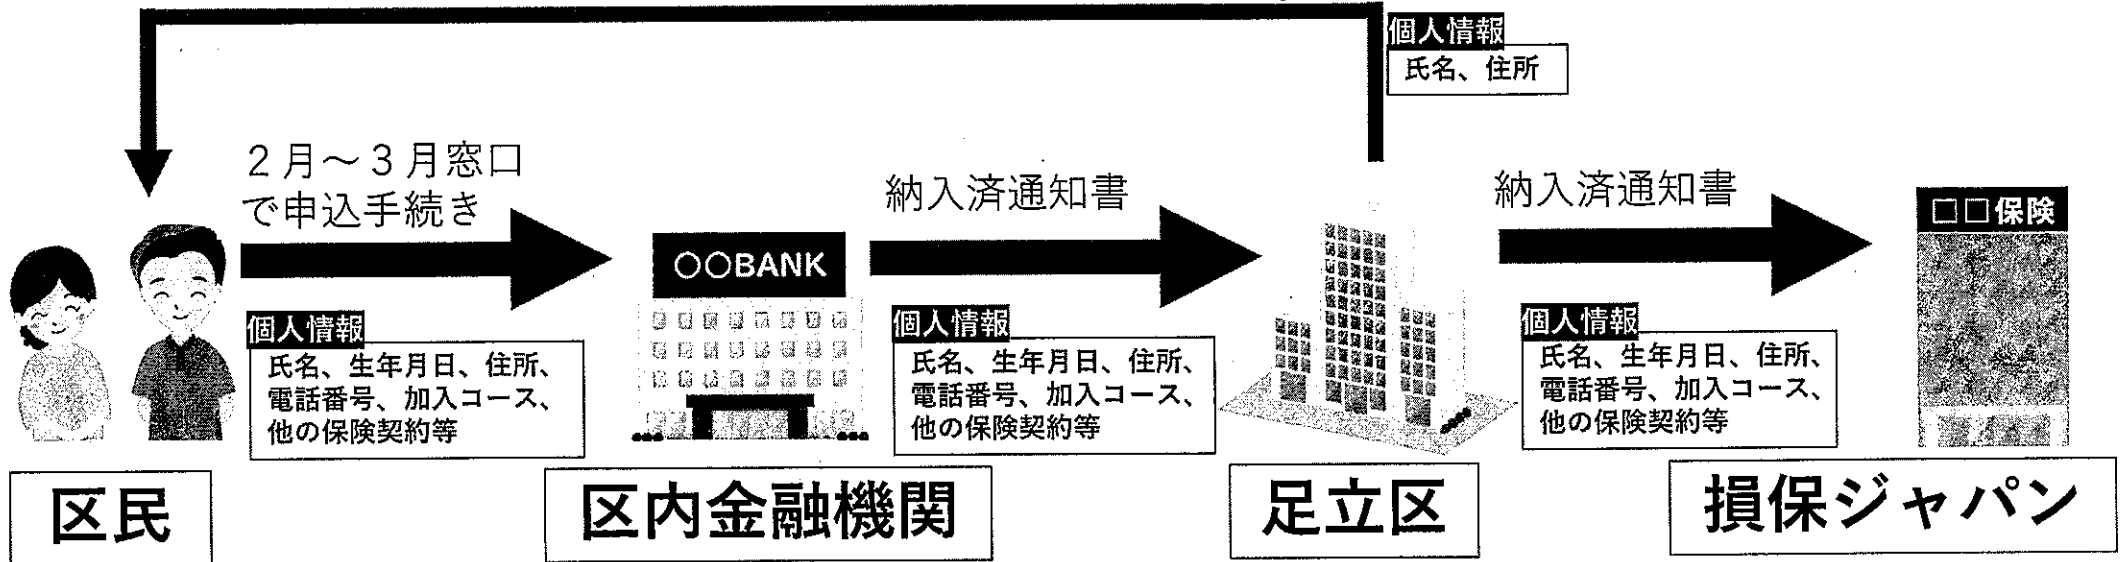 個人情報
氏名、住所
2月~3月窓口
で申込手続き
納入済通知書
納入済通知書
□□保険
○○BANK
個人情報
氏名、生年月日、住所、
電話番号、加入コース、
他の保険契約等
個人情報
氏名、生年月日、住所、
電話番号、加入コース、
他の保険契約等
個人情報
氏名、生年月日、住所、
電話番号、加入コース、
他の保険契約等
区民
区内金融機関
足立区
損保ジャパン